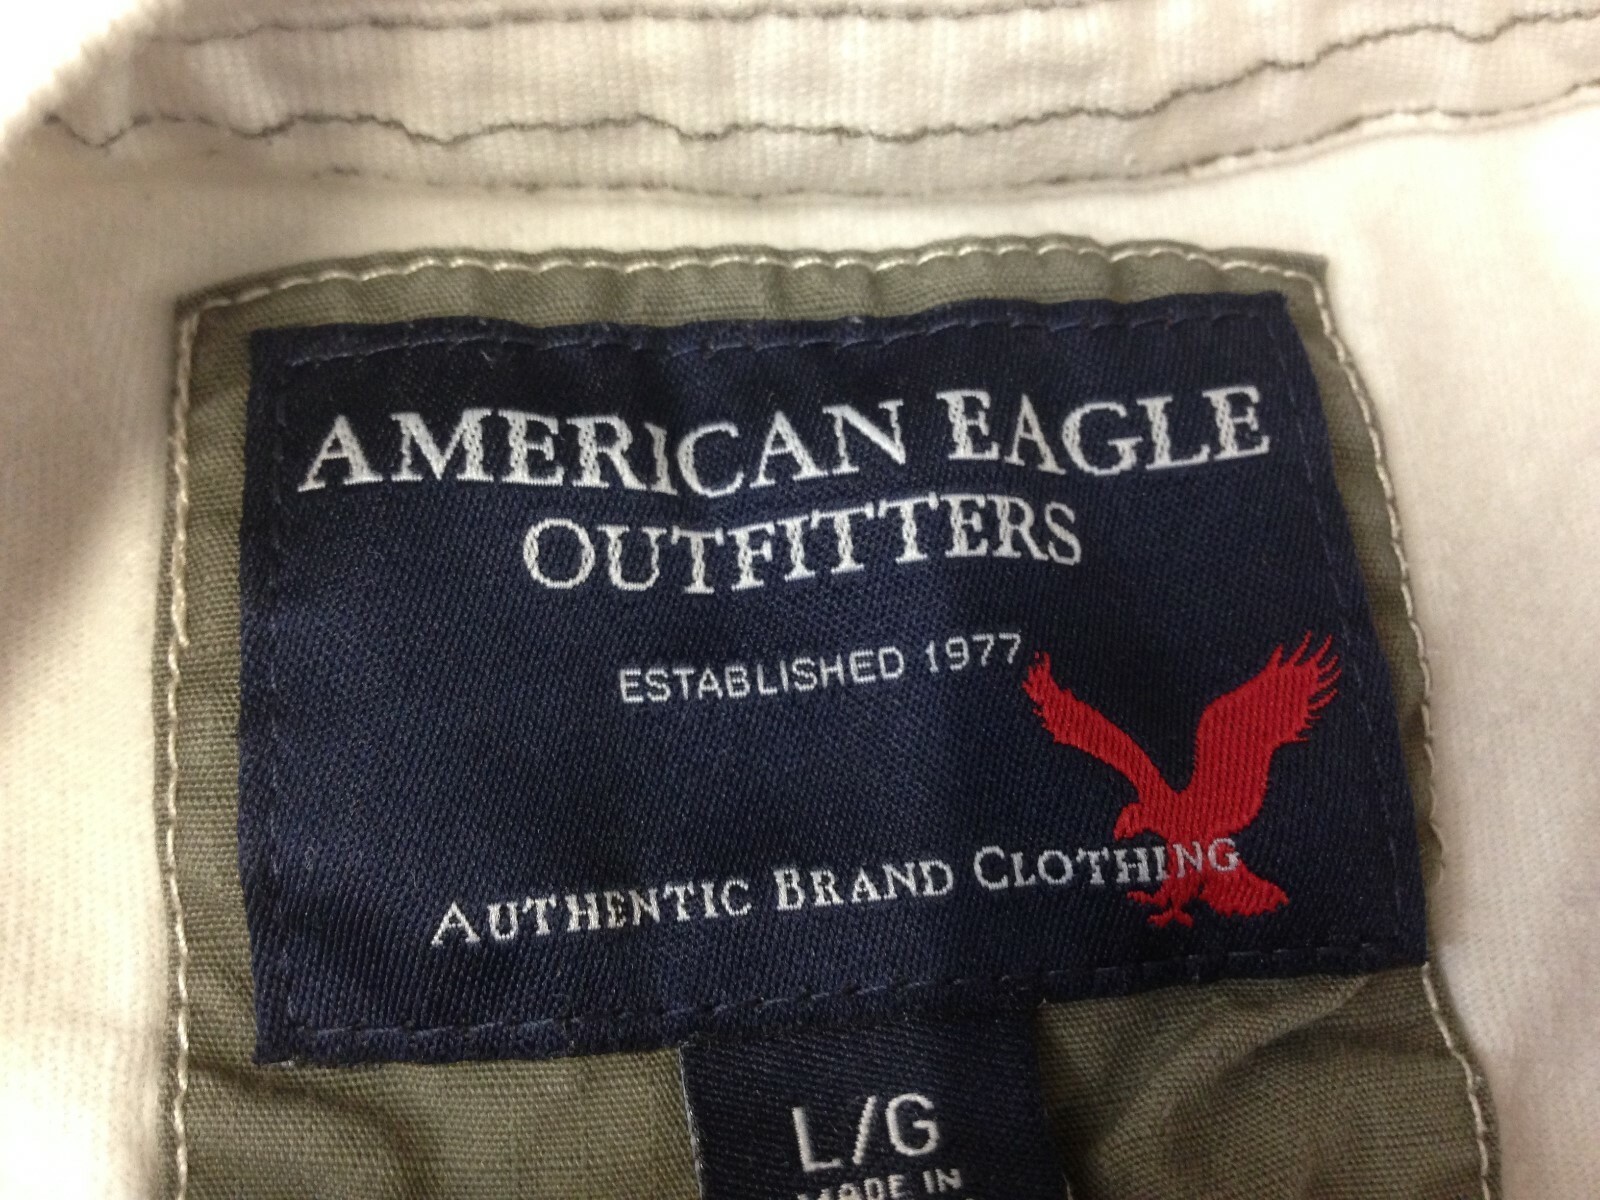 AMERICAN EAGLE
OUTFITTERS
ESTABLISHED 1977
AUTHENTIC BRAND CLOTHING
L/G
MADE IN